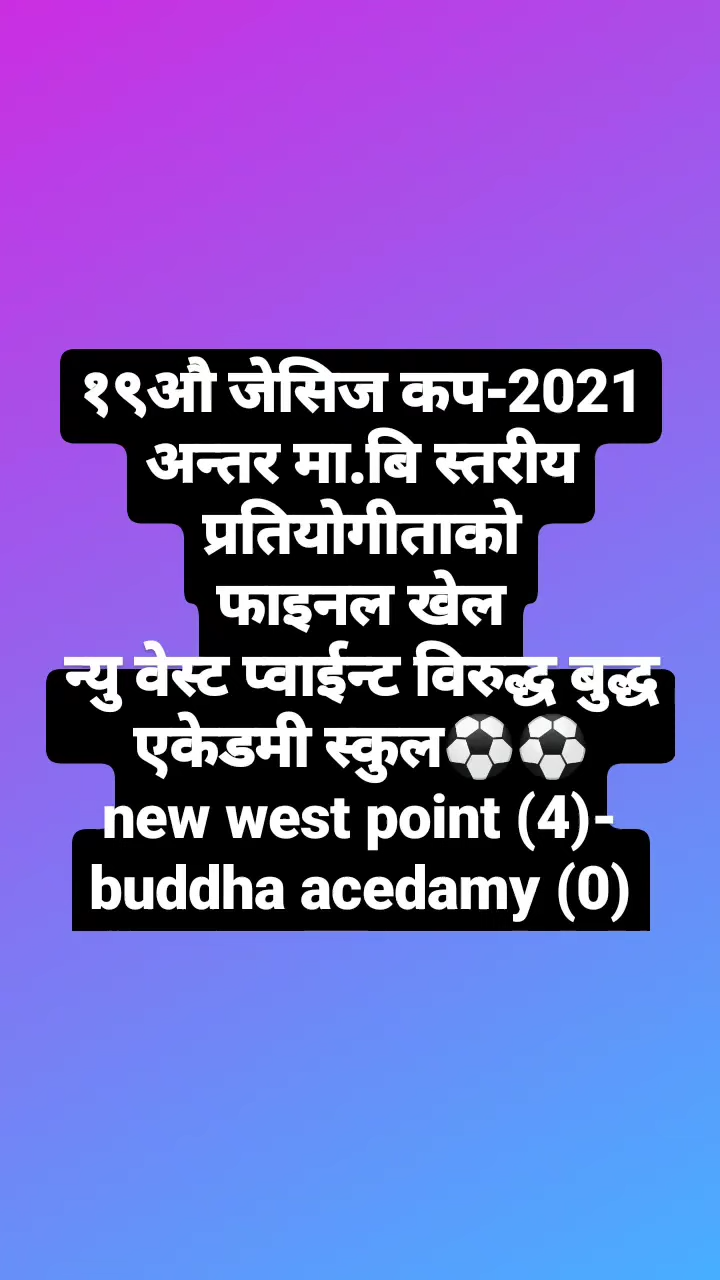 १९औ जेसिज कप-2021
अन्तर मा.बि स्तरीय
प्रतियोगीताको
फाइनल खेल
न्यु वेस्ट प्वाईन्ट विरुद्ध बुद्ध
एकेडमी स्कुल⚽⚽
new west point (4)-
buddha acedamy (0)